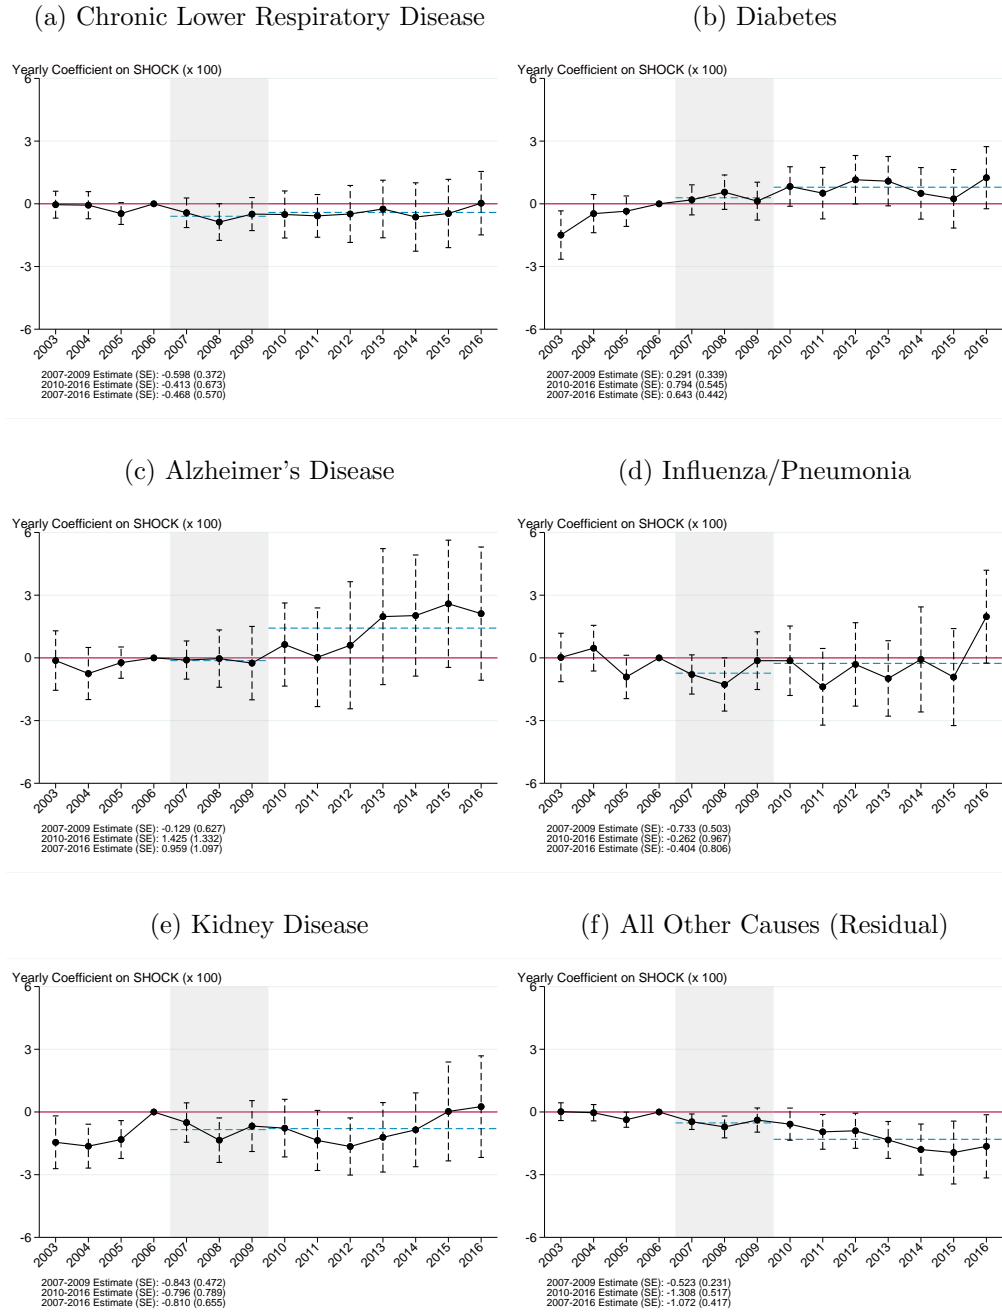 (a) Chronic Lower Respiratory Disease
Yearly Coefficient on SHOCK (x 100)
6
3
0
-3
-6
2003 2004 2005 2006 2007 2008 2009 2010 2011 2012 2013 2014 2015 2016
2007-2009 Estimate (SE): -0.598 (0.372)
2010-2016 Estimate (SE): -0.413 (0.673)
2007-2016 Estimate (SE): -0.468 (0.570)
(b) Diabetes
Yearly Coefficient on SHOCK (x 100)
6
3
0
-3
-6
2003 2004 2005 2006 2007 2008 2009 2010 2011 2012 2013 2014 2015 2016
2007-2009 Estimate (SE): 0.291 (0.339)
2010-2016 Estimate (SE): 0.794 (0.545)
2007-2016 Estimate (SE): 0.643 (0.442)
(c) Alzheimer's Disease
Yearly Coefficient on SHOCK (x 100)
6
3
0
-3
-6
2003 2004 2005 2006 2007 2008 2009 2010 2011 2012 2013 2014 2015 2016
2007-2009 Estimate (SE): -0.129 (0.627)
2010-2016 Estimate (SE): 1.425 (1.332)
2007-2016 Estimate (SE): 0.959 (1.097)
(d) Influenza/Pneumonia
Yearly Coefficient on SHOCK (x 100)
6
3
0
-3
-6
2003 2004 2005 2006 2007 2008 2009 2010 2011 2012 2013 2014 2015 2016
2007-2009 Estimate (SE): -0.733 (0.503)
2010-2016 Estimate (SE): -0.262 (0.967)
2007-2016 Estimate (SE): -0.404 (0.806)
(e) Kidney Disease
Yearly Coefficient on SHOCK (x 100)
6
3
0
-3
-6
2003 2004 2005 2006 2007 2008 2009 2010 2011 2012 2013 2014 2015 2016
2007-2009 Estimate (SE): -0.843 (0.472)
2010-2016 Estimate (SE): -0.796 (0.789)
2007-2016 Estimate (SE): -0.810 (0.655)
(f) All Other Causes (Residual)
Yearly Coefficient on SHOCK (x 100)
6
3
0
-3
-6
2003 2004 2005 2006 2007 2008 2009 2010 2011 2012 2013 2014 2015 2016
2007-2009 Estimate (SE): -0.523 (0.231)
2010-2016 Estimate (SE): -1.308 (0.517)
2007-2016 Estimate (SE): -1.072 (0.417)